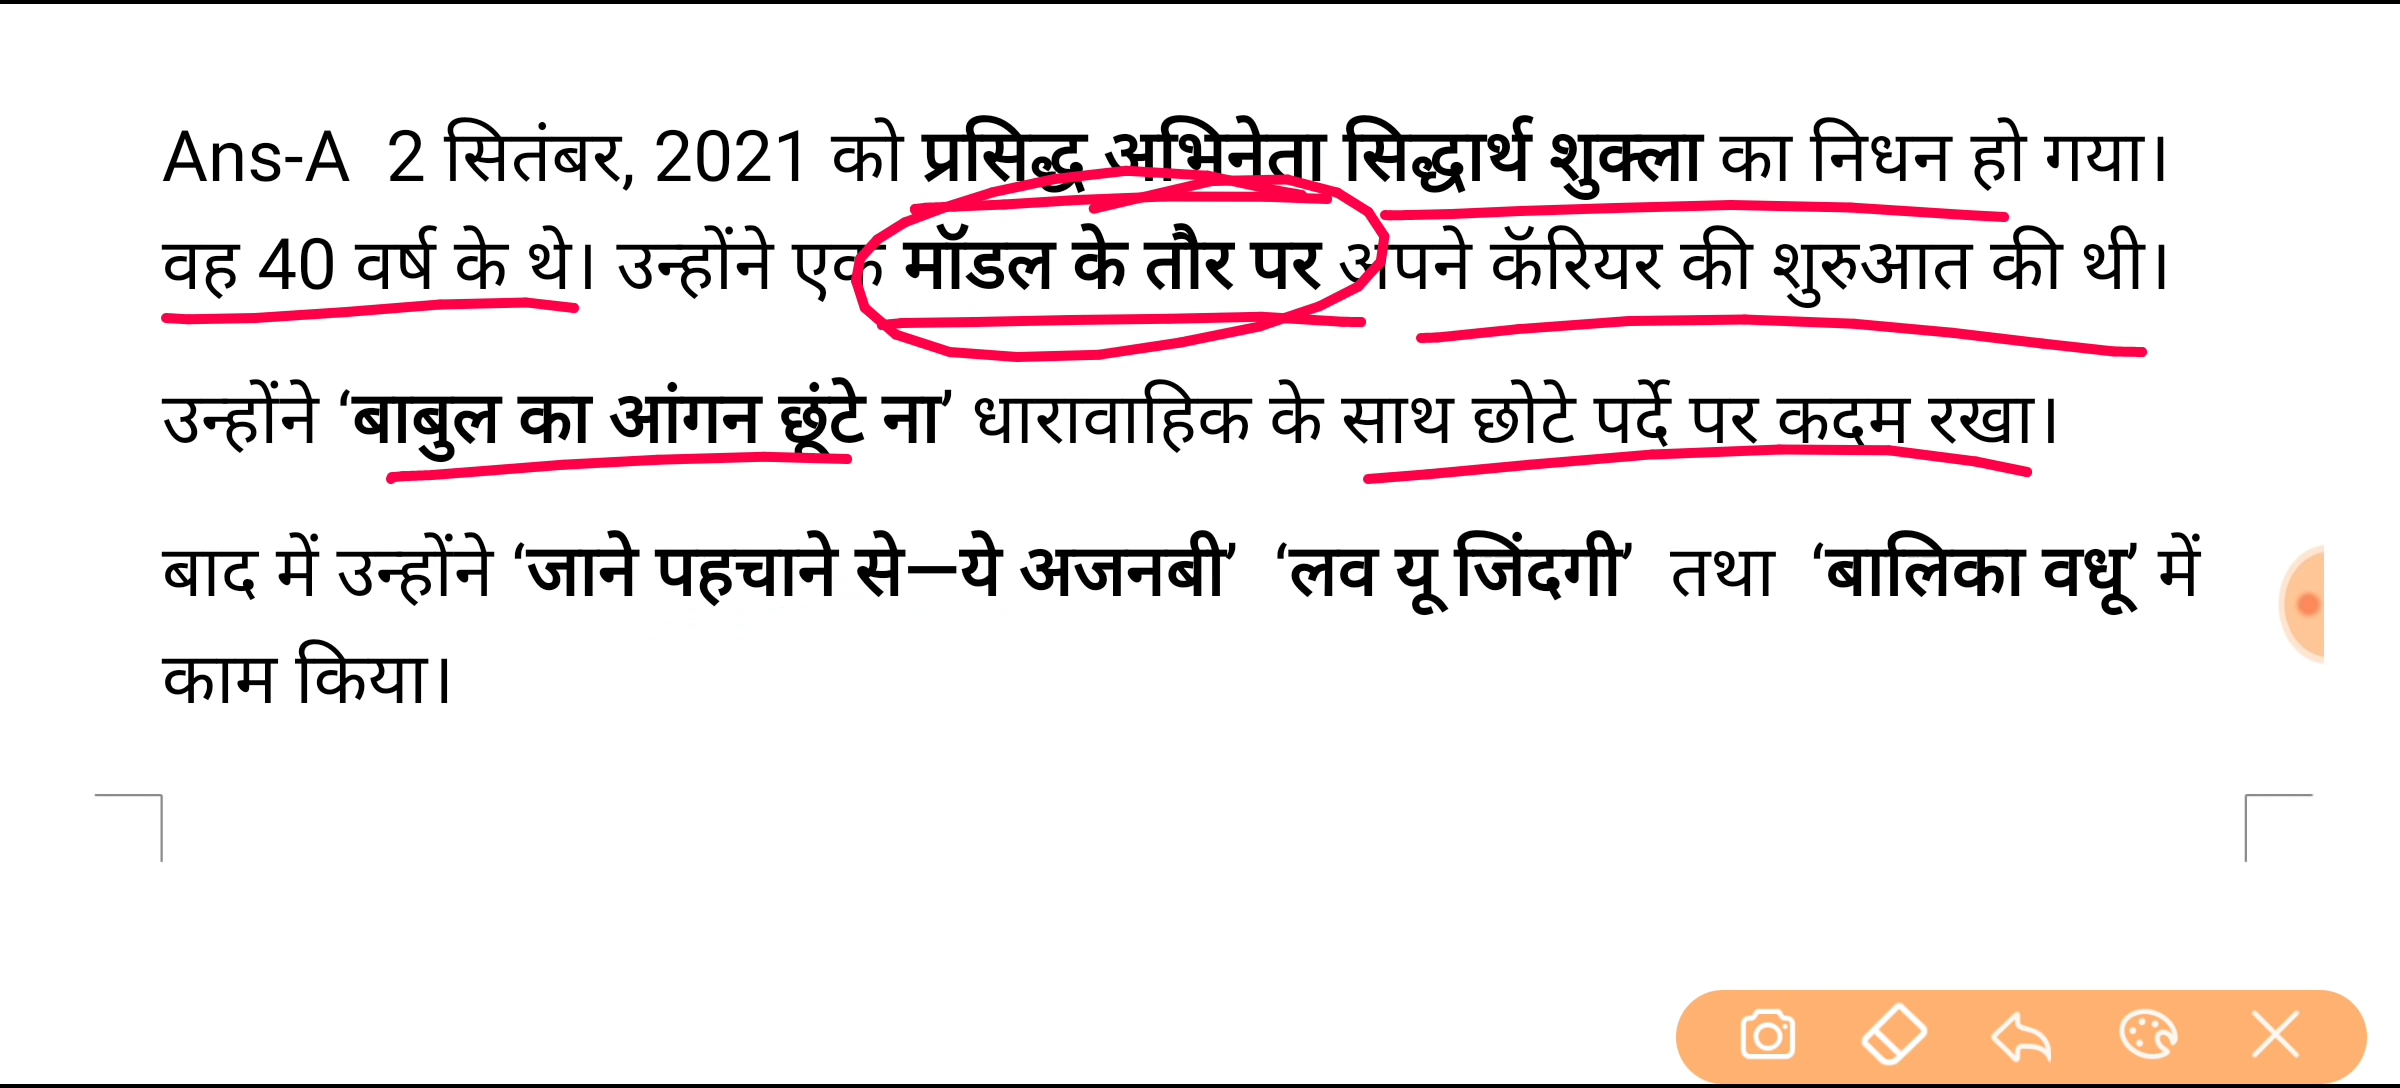 Ans-A 2 सितंबर, 2021 को प्रसिद्ध अभिनेता सिद्धार्थ शुक्ला का निधन हो गया।
वह 40 वर्ष के थे। उन्होंने एक मॉडल के तौर पर अपने कॅरियर की शुरुआत की थी।
उन्होंने ‘बाबुल का आंगन छूंटे ना’ धारावाहिक के साथ छोटे पर्दे पर कदम रखा।
बाद में उन्होंने ‘जाने पहचाने से—ये अजनबी’ ‘लव यू जिंदगी’ तथा ‘बालिका वधू’ में
काम किया।